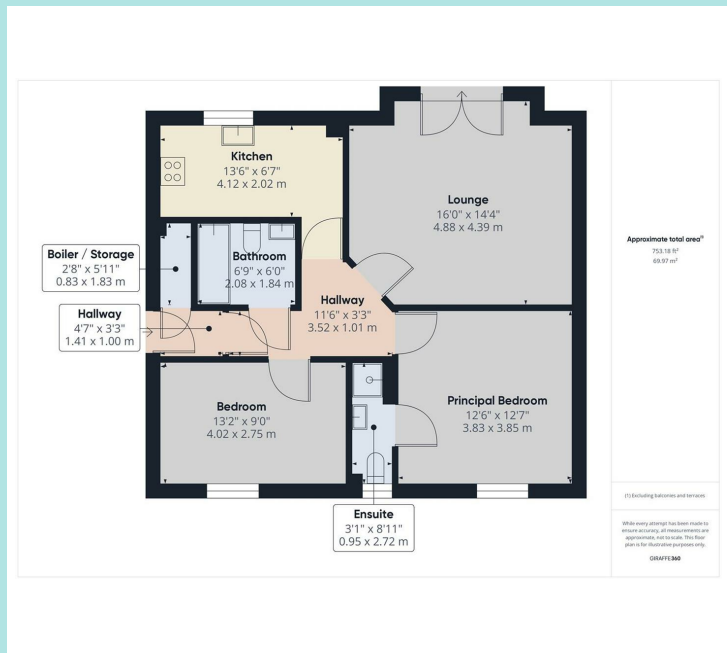 Kitchen
13'6" x 6'7"
4.12 x 2.02 m
Lounge
16'0" x 14'4"
4.88 x 4.39 m
Boiler / Storage
2'8" x 5'11"
0.83 x 1.83 m
Bathroom
6'9" x 6'0"
2.08 x 1.84 m
Hallway
4'7" x 3'3"
1.41 x 1.00 m
Hallway
11'6" x 3'3"
3.52 x 1.01 m
Bedroom
13'2" x 9'0"
4.02 x 2.75 m
Principal Bedroom
12'6" x 12'7"
3.83 x 3.85 m
Ensuite
3'1" x 8'11"
0.95 x 2.72 m
Approximate total area(1)
753.18 ft²
69.97 m²
(1) Excluding balconies and terraces
While every attempt has been made to
ensure accuracy, all measurements are
approximate, not to scale. This floor
plan is for illustrative purposes only.
GIRAFFE360